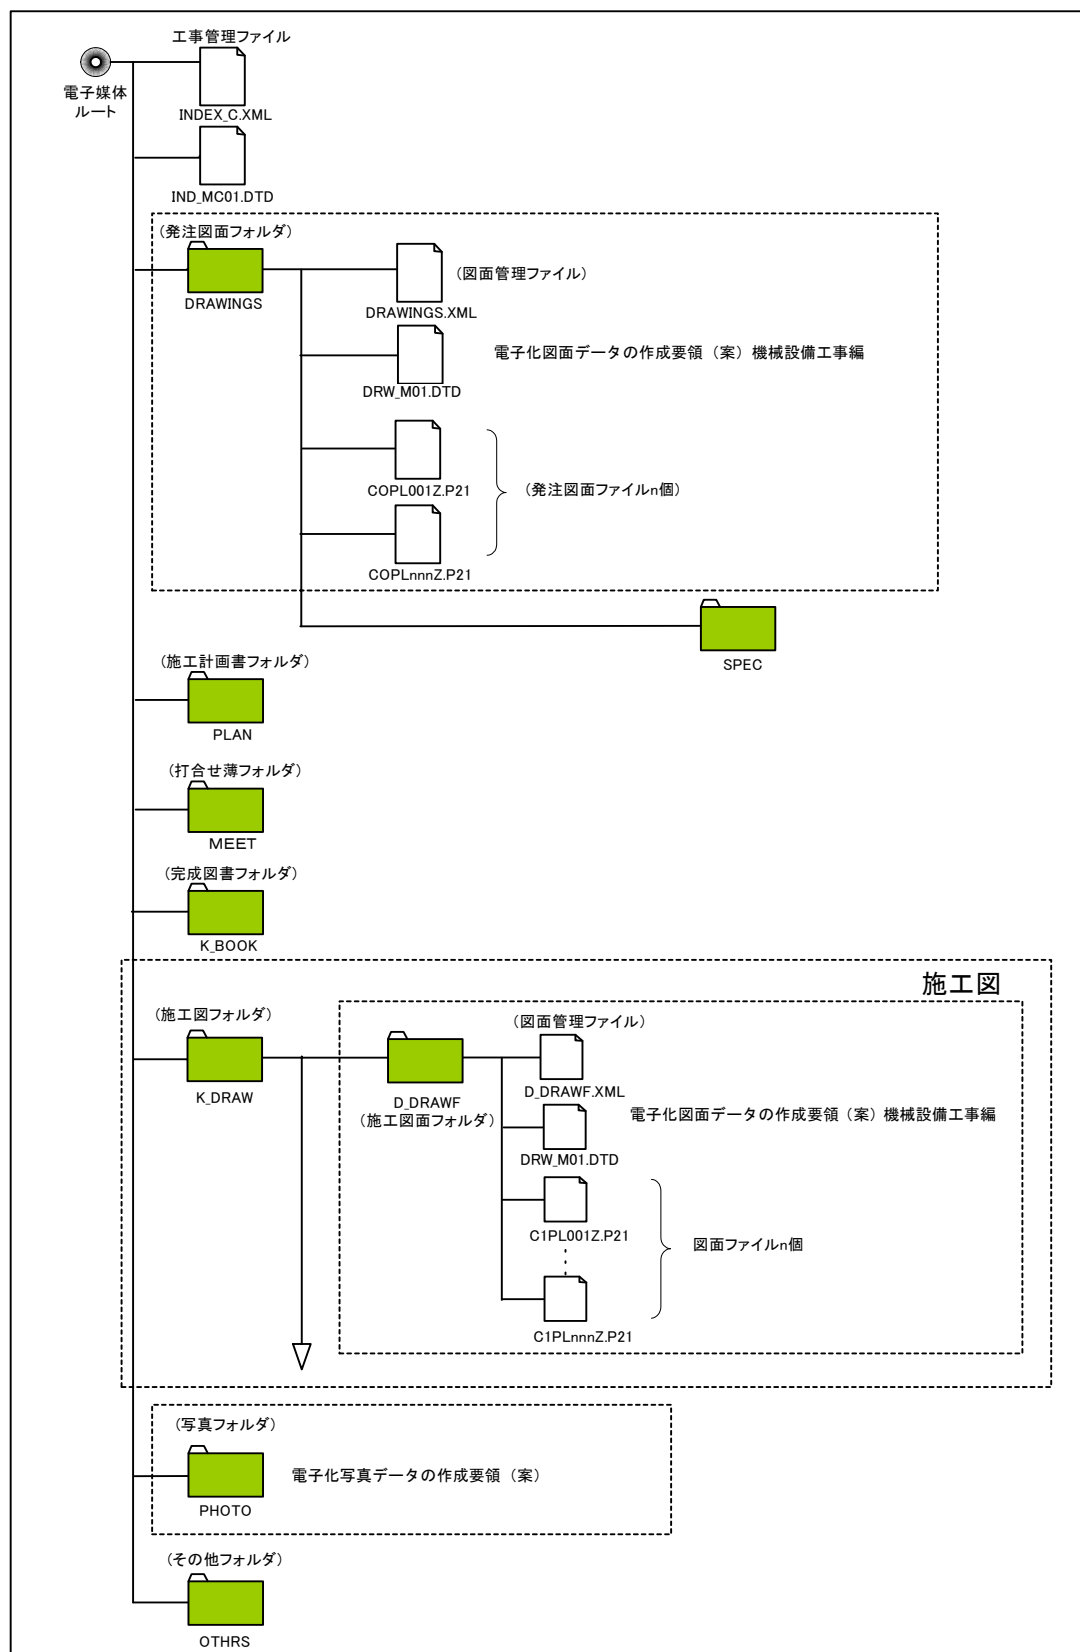 工事管理ファイル
電子媒体
ルート
INDEX_C.XML
IND_MC01.DTD
(発注図面フォルダ)
DRAWINGS
(図面管理ファイル)
DRAWINGS.XML
電子化図面データの作成要領(案)機械設備工事編
DRW_M01.DTD
COPL001Z.P21
(発注図面ファイルn個)
COPLnnnZ.P21
SPEC
(施工計画書フォルダ)
PLAN
(打合せ薄フォルダ)
MEET
(完成図書フォルダ)
K_BOOK
施工図
(施工図フォルダ)
K_DRAW
D_DRAWF
(施工図面フォルダ)
(図面管理ファイル)
D_DRAWF.XML
電子化図面データの作成要領(案)機械設備工事編
DRW_M01.DTD
C1PL001Z.P21
図面ファイルn個
C1PLnnnZ.P21
(写真フォルダ)
電子化写真データの作成要領(案)
PHOTO
(その他フォルダ)
OTHRS